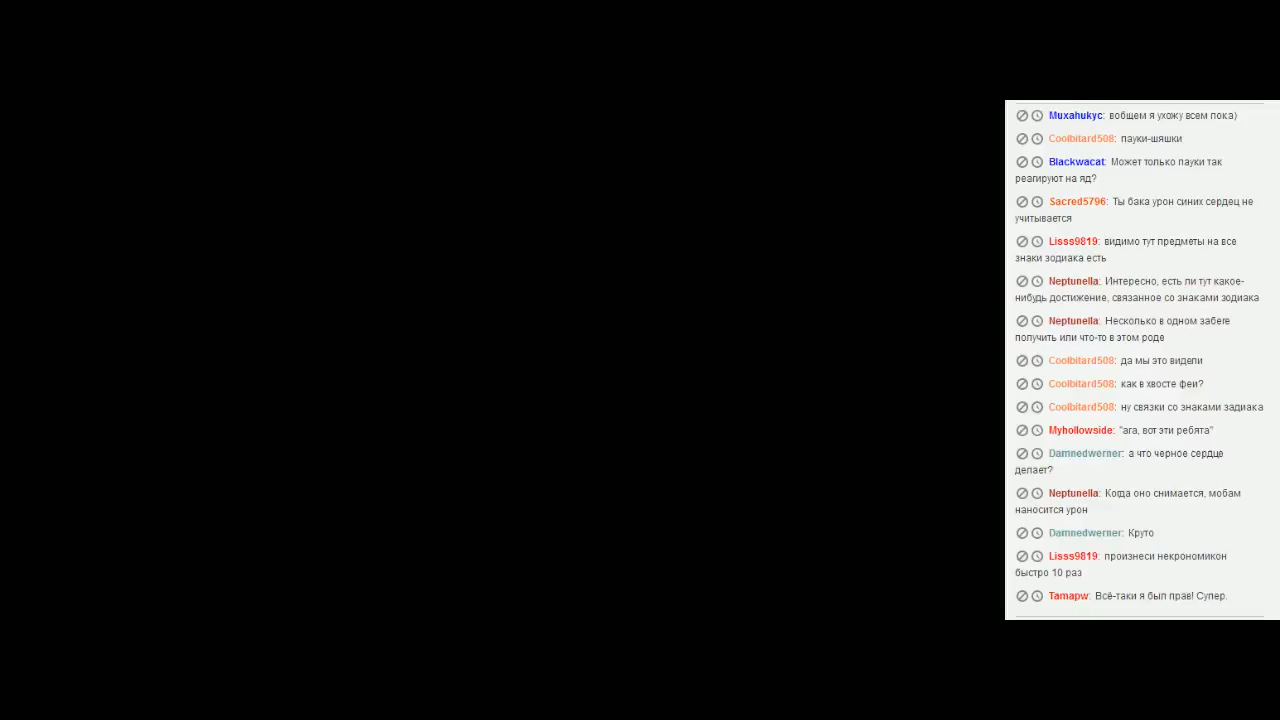 Muxahukyc: вобщем я ухожу всем пока)
Coolbitard508: пауки-шяшки
Blackwacat: Может только пауки так
реагируют на яд?
Sacred5796: Ты бака урон синих сердец не
учитывается
Lisss9819: видимо тут предметы на все
знаки зодиака есть
Neptunella: Интересно, есть ли тут какое-
нибудь достижение, связанное со знаками зодиака
Neptunella: Несколько в одном забеге
получить или что-то в этом роде
Coolbitard508: да мы это видели
Coolbitard508: как в хвосте феи?
Coolbitard508: ну связки со знаками задиака
Myhollowside: "ага, вот эти ребята"
Damnedwerner: а что черное сердце
делает?
Neptunella: Когда оно снимается, мобам
наносится урон
Damnedwerner: Круто
Lisss9819: произнеси некрономикон
быстро 10 раз
Tamapw: Всё-таки я был прав! Супер.